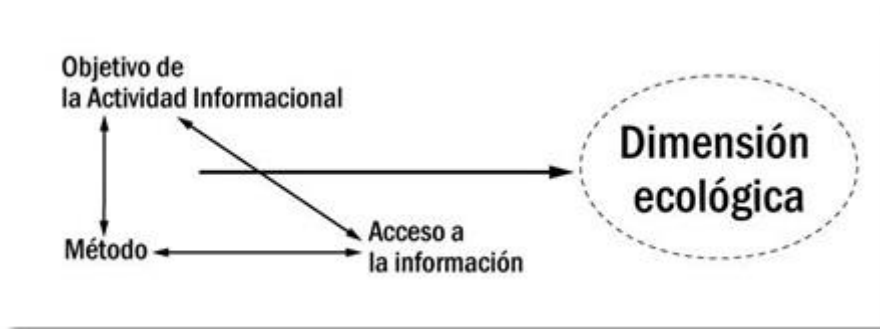 Objetivo de
la Actividad Informacional
Dimensión
ecológica
Método
Acceso a
la información